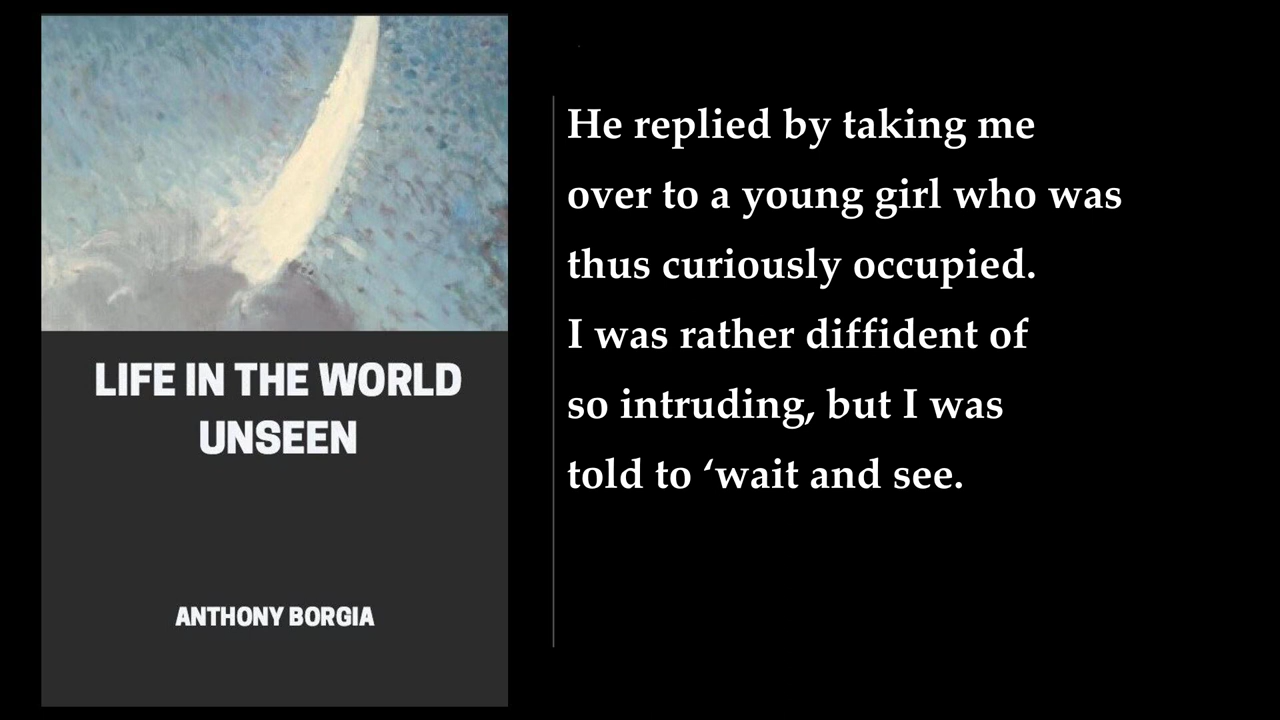 LIFE IN THE WORLD
UNSEEN
ANTHONY BORGIA
He replied by taking me
over to a young girl who was
thus curiously occupied.
I was rather diffident of
so intruding, but I was
told to ‘wait and see.